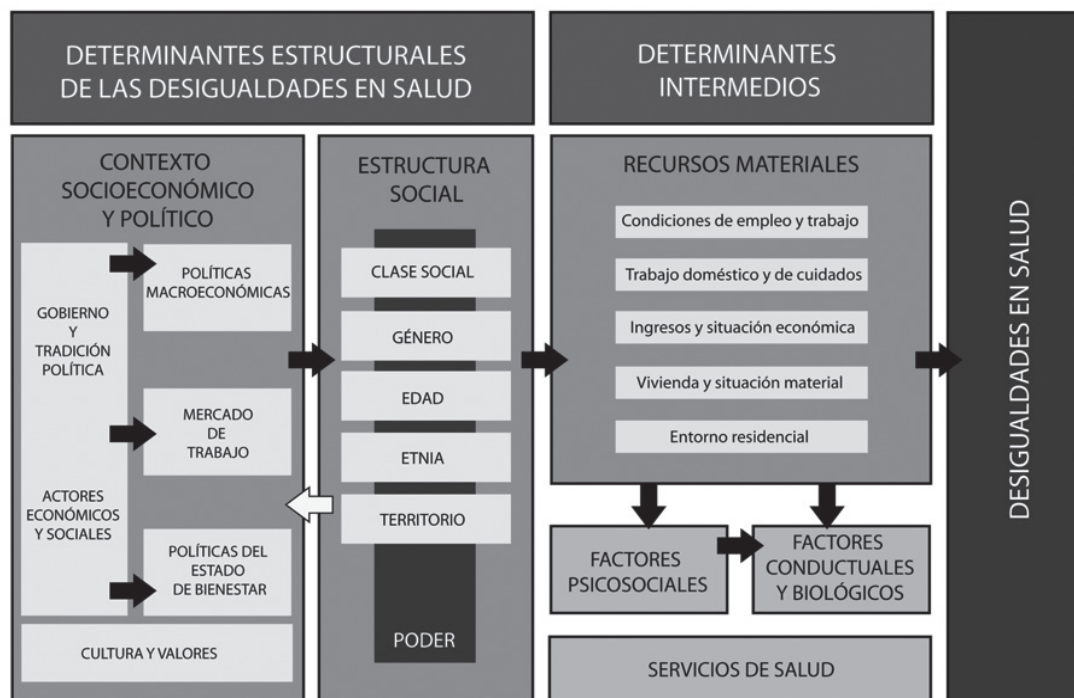 DETERMINANTES ESTRUCTURALES
DE LAS DESIGUALDADES EN SALUD
DETERMINANTES
INTERMEDIOS
CONTEXTO
SOCIOECONÓMICO
Y POLÍTICO
GOBIERNO
Y
TRADICIÓN
POLÍTICA
ACTORES
ECONÓMICOS
Y SOCIALES
POLÍTICAS
MACROECONÓMICAS
MERCADO
DE
TRABAJO
POLÍTICAS DEL
ESTADO
DE BIENESTAR
CULTURA Y VALORES
ESTRUCTURA
SOCIAL
CLASE SOCIAL
GÉNERO
EDAD
ETNIA
TERRITORIO
PODER
RECURSOS MATERIALES
Condiciones de empleo y trabajo
Trabajo doméstico y de cuidados
Ingresos y situación económica
Vivienda y situación material
Entorno residencial
FACTORES
PSICOSOCIALES
FACTORES
CONDUCTUALES
Y BIOLÓGICOS
SERVICIOS DE SALUD
DESIGUALDADES EN SALUD